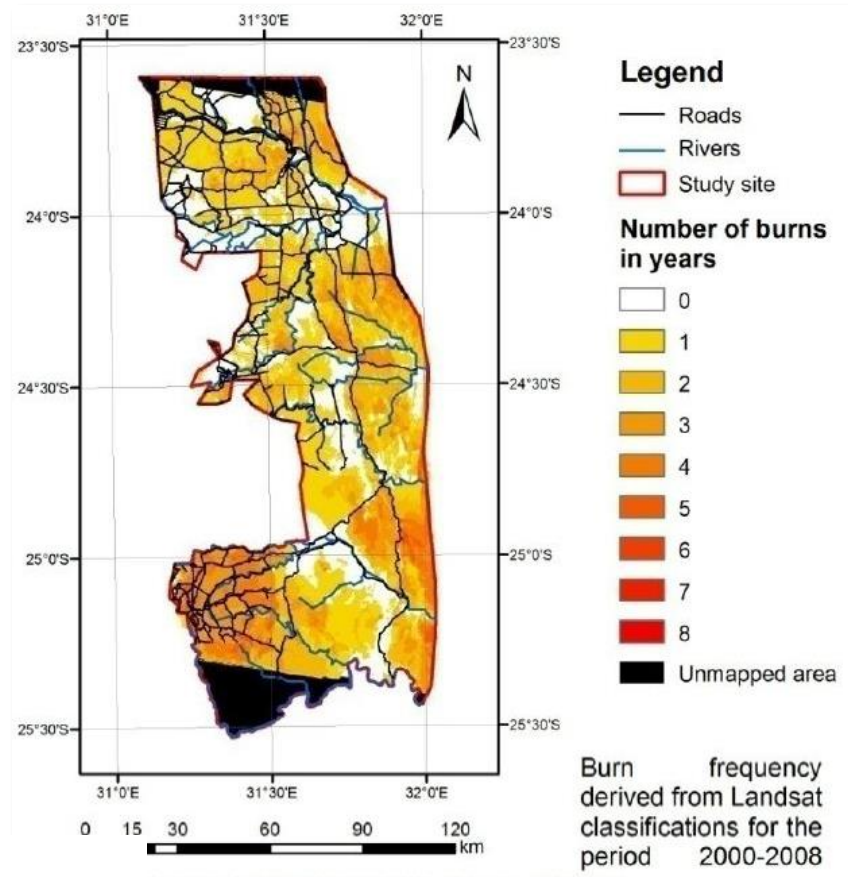 31°0'E 31°30'E 32°0'E
23°30'S 23°30'S
24°0'S 24°0'S
24°30'S 24°30'S
25°0'S 25°0'S
25°30'S 25°30'S
31°0'E 31°30'E 32°0'E
0 15 30 60 90 120
km
N
Legend
Roads
Rivers
Study site
Number of burns
in years
0
1
2
3
4
5
6
7
8
Unmapped area
Burn frequency
derived from Landsat
classifications for the
period 2000-2008